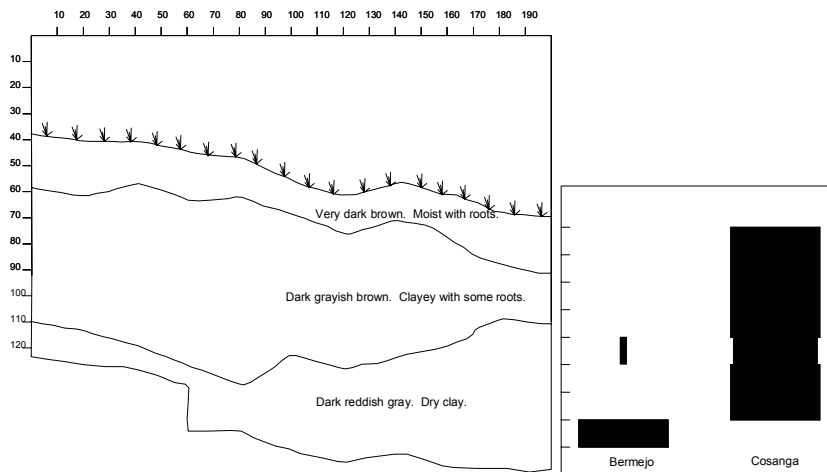 10 20 30 40 50 60 70 80 90 100 110 120 130 140 150 160 170 180 190
10
20
30
40
50
60
70
80
90
100
110
120
Very dark brown. Moist with roots.
Dark grayish brown. Clayey with some roots.
Dark reddish gray. Dry clay.
Bermejo Cosanga